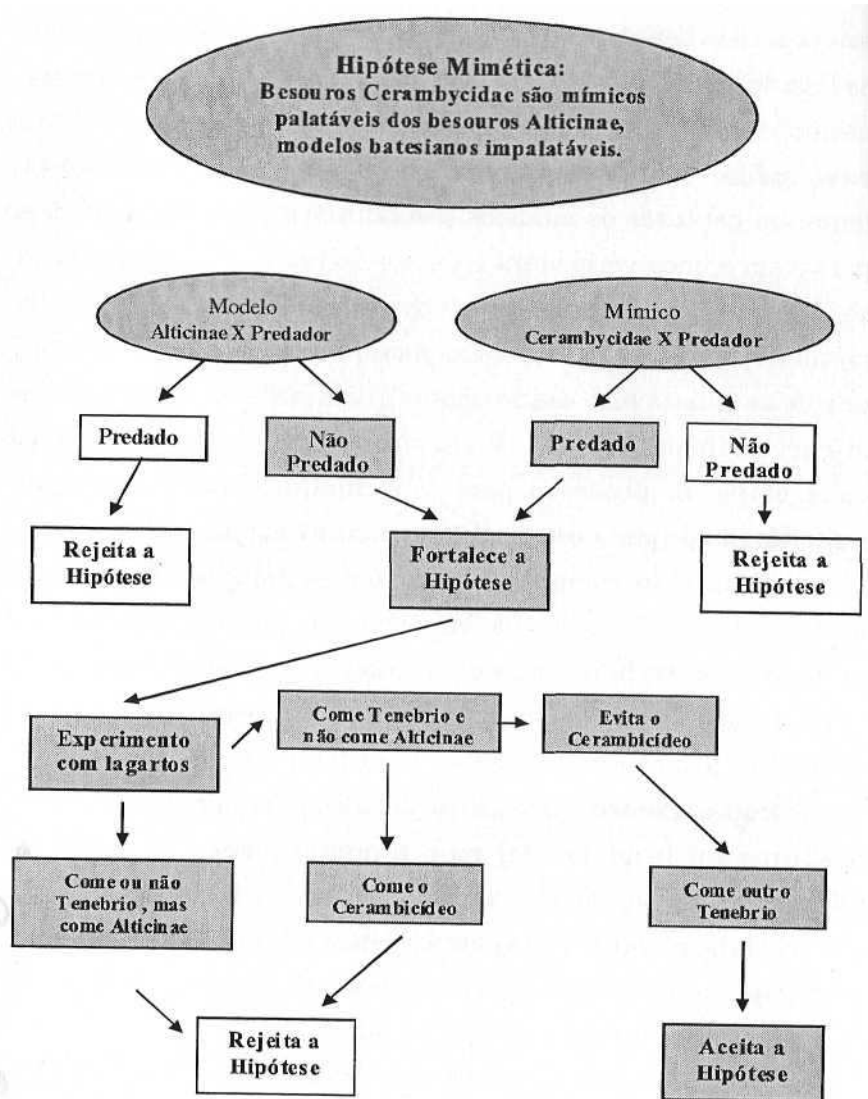 Hipótese Mimética:
Besouros Cerambycidae são mímicos
palatáveis dos besouros Alticinae,
modelos batesianos impalatáveis.
Modelo
Alticinae X Predador
Mímico
Cerambycidae X Predador
Predado
Não
Predado
Predado
Não
Predado
Rejeita a
Hipótese
Fortalece a
Hipótese
Rejeita a
Hipótese
Experimento
com lagartos
Come Tenebrio e
não come Alticinae
Evita o
Cerambicídeo
Come ou não
Tenebrio , mas
come Alticinae
Come o
Cerambicídeo
Come outro
Tenebrio
Rejeita a
Hipótese
Aceita a
Hipótese